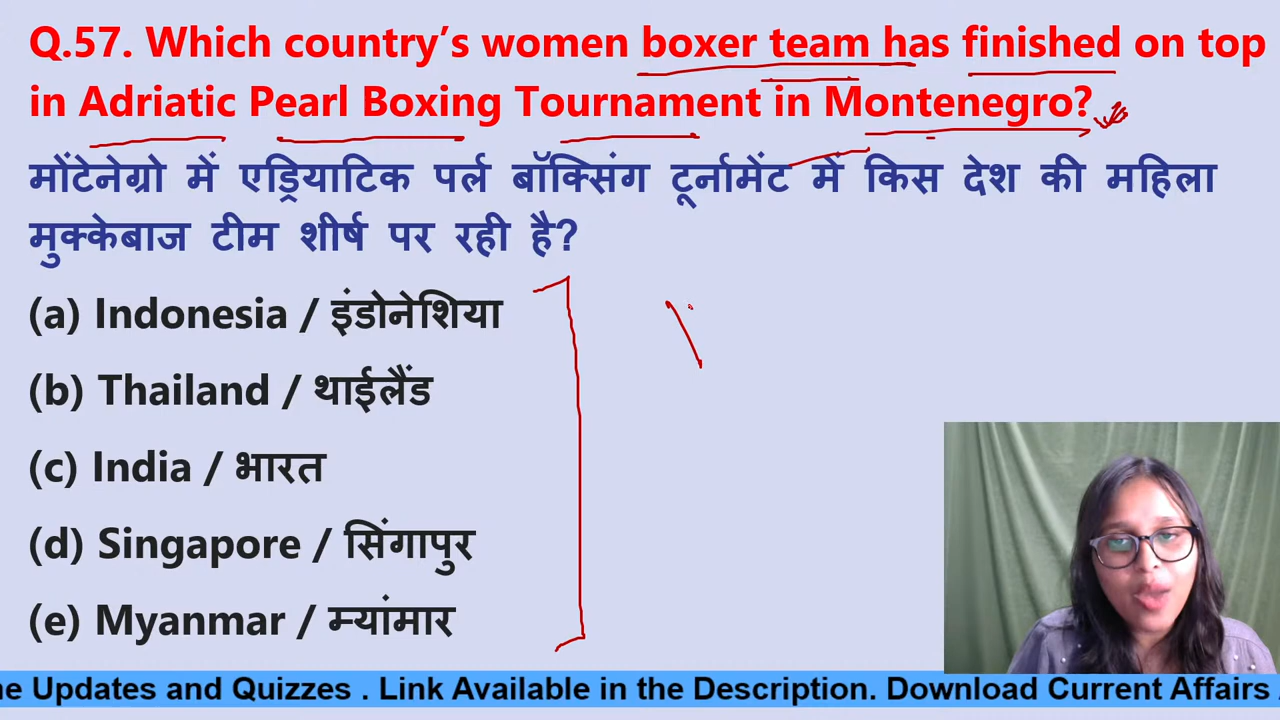 Q.57. Which country’s women boxer team has finished on top
in Adriatic Pearl Boxing Tournament in Montenegro?
मोंटेनेग्रो में एड्रियाटिक पर्ल बॉक्सिंग टूर्नामेंट में किस देश की महिला
मुक्केबाज टीम शीर्ष पर रही है?
(a) Indonesia / इंडोनेशिया
(b) Thailand / थाईलैंड
(c) India / भारत
(d) Singapore / सिंगापुर
(e) Myanmar / म्यांमार
Updates and Quizzes . Link Available in the Description. Download Current Affairs